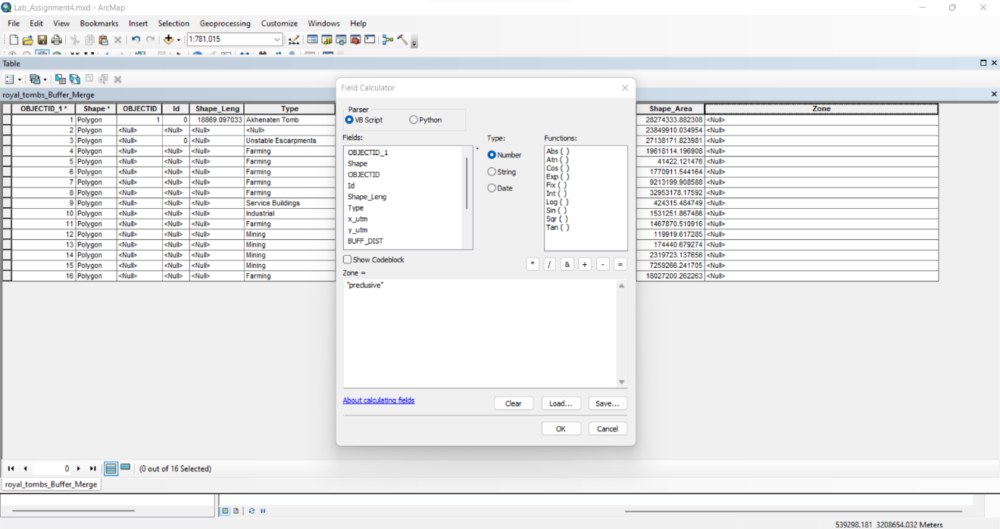 Lab_Assignment4.mxd - ArcMap
File Edit View Bookmarks Insert Selection Geoprocessing Customize Windows Help
1:781.015
Table
royal_tombs_Buffer_Merge
OBJECTID_1 * Shape * OBJECTID Id Shape_Leng Type Shape_Area Zone
1 Polygon 1 0 18869.097033 Akhenaten Tomb 28274333.882308 <Null>
2 Polygon <Null> <Null> <Null> <Null> 23849910.034954 <Null>
3 Polygon <Null> 0 <Null> Unstable Escarpments 27138171.823981 <Null>
4 Polygon <Null> <Null> <Null> Farming 19618114.196908 <Null>
5 Polygon <Null> <Null> <Null> Farming 41422.121476 <Null>
6 Polygon <Null> <Null> <Null> Farming 1770911.544164 <Null>
7 Polygon <Null> <Null> <Null> Farming 9213199.908588 <Null>
8 Polygon <Null> <Null> <Null> Farming 32953178.17592 <Null>
9 Polygon <Null> <Null> <Null> Service Buildings 424315.484749 <Null>
10 Polygon <Null> <Null> <Null> Industrial 1531251.867486 <Null>
11 Polygon <Null> <Null> <Null> Farming 1467870.510916 <Null>
12 Polygon <Null> <Null> <Null> Mining 119919.617285 <Null>
13 Polygon <Null> <Null> <Null> Mining 174440.679274 <Null>
14 Polygon <Null> <Null> <Null> Mining 2319723.137656 <Null>
15 Polygon <Null> <Null> <Null> Mining 7259266.241705 <Null>
16 Polygon <Null> <Null> <Null> Farming 18027200.262263 <Null>
Field Calculator
Parser
VB Script Python
Fields: Type: Functions:
OBJECTID_1
Shape
OBJECTID
Id
Shape_Leng
Type
x_utm
y_utm
BUFF_DIST
Number
String
Date
Abs ( )
Atn ( )
Cos ( )
Exp ( )
Fix ( )
Int ( )
Log ( )
Sin ( )
Sqr ( )
Tan ( )
Show Codeblock
* / & + - =
Zone =
"preclusive"
About calculating fields
Clear Load... Save...
OK Cancel
0 (0 out of 16 Selected)
royal_tombs_Buffer_Merge
539298.181 3208654.032 Meters